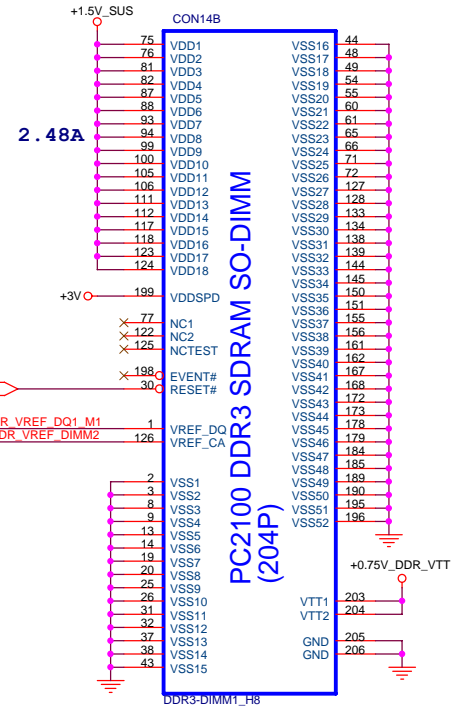 +1.5V_SUS
CON14B
75 VDD1 VSS16 44
76 VDD2 VSS17 48
81 VDD3 VSS18 49
82 VDD4 VSS19 54
87 VDD5 VSS20 55
88 VDD6 VSS21 60
93 VDD7 VSS22 61
2.48A
94 VDD8 VSS23 65
99 VDD9 VSS24 66
100 VDD10 VSS25 71
105 VDD11 VSS26 72
106 VDD12 VSS27 127
111 VDD13 VSS28 128
112 VDD14 VSS29 133
117 VDD15 VSS30 134
118 VDD16 VSS31 138
123 VDD17 VSS32 139
124 VDD18 VSS33 144
VSS34 145
+3V 199 VDDSPD VSS35 150
VSS36 151
77 NC1 VSS37 155
122 NC2 VSS38 156
125 NCTEST VSS39 161
VSS40 162
198 EVENT# VSS41 167
30 RESET# VSS42 168
VSS43 172
VSS44 173
R_VREF_DQ1_M1 1 VREF_DQ VSS45 178
DR_VREF_DIMM2 126 VREF_CA VSS46 179
VSS47 184
VSS48 185
2 VSS1 VSS49 189
3 VSS2 VSS50 190
8 VSS3 VSS51 195
9 VSS4 VSS52 196
13 VSS5
14 VSS6
19 VSS7
20 VSS8
25 VSS9
26 VSS10
31 VSS11
32 VSS12
37 VSS13
38 VSS14
43 VSS15
PC2100 DDR3 SDRAM SO-DIMM
(204P)
+0.75V_DDR_VTT
VTT1 203
VTT2 204
GND 205
GND 206
DDR3-DIMM1_H8